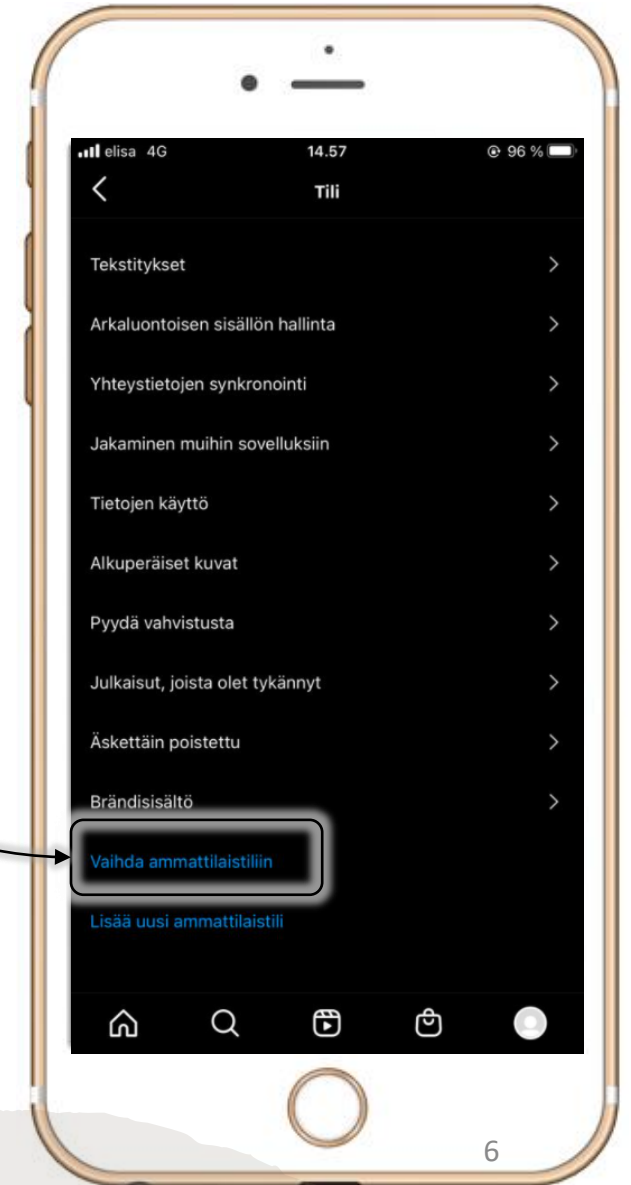 elisa 4G 14.57 96 %
Tili
Tekstitykset
Arkaluontoisen sisällön hallinta
Yhteystietojen synkronointi
Jakaminen muihin sovelluksiin
Tietojen käyttö
Alkuperäiset kuvat
Pyydä vahvistusta
Julkaisut, joista olet tykännyt
Äskettäin poistettu
Brändisisältö
Vaihda ammattilaistiliin
Lisää uusi ammattilaistili
6